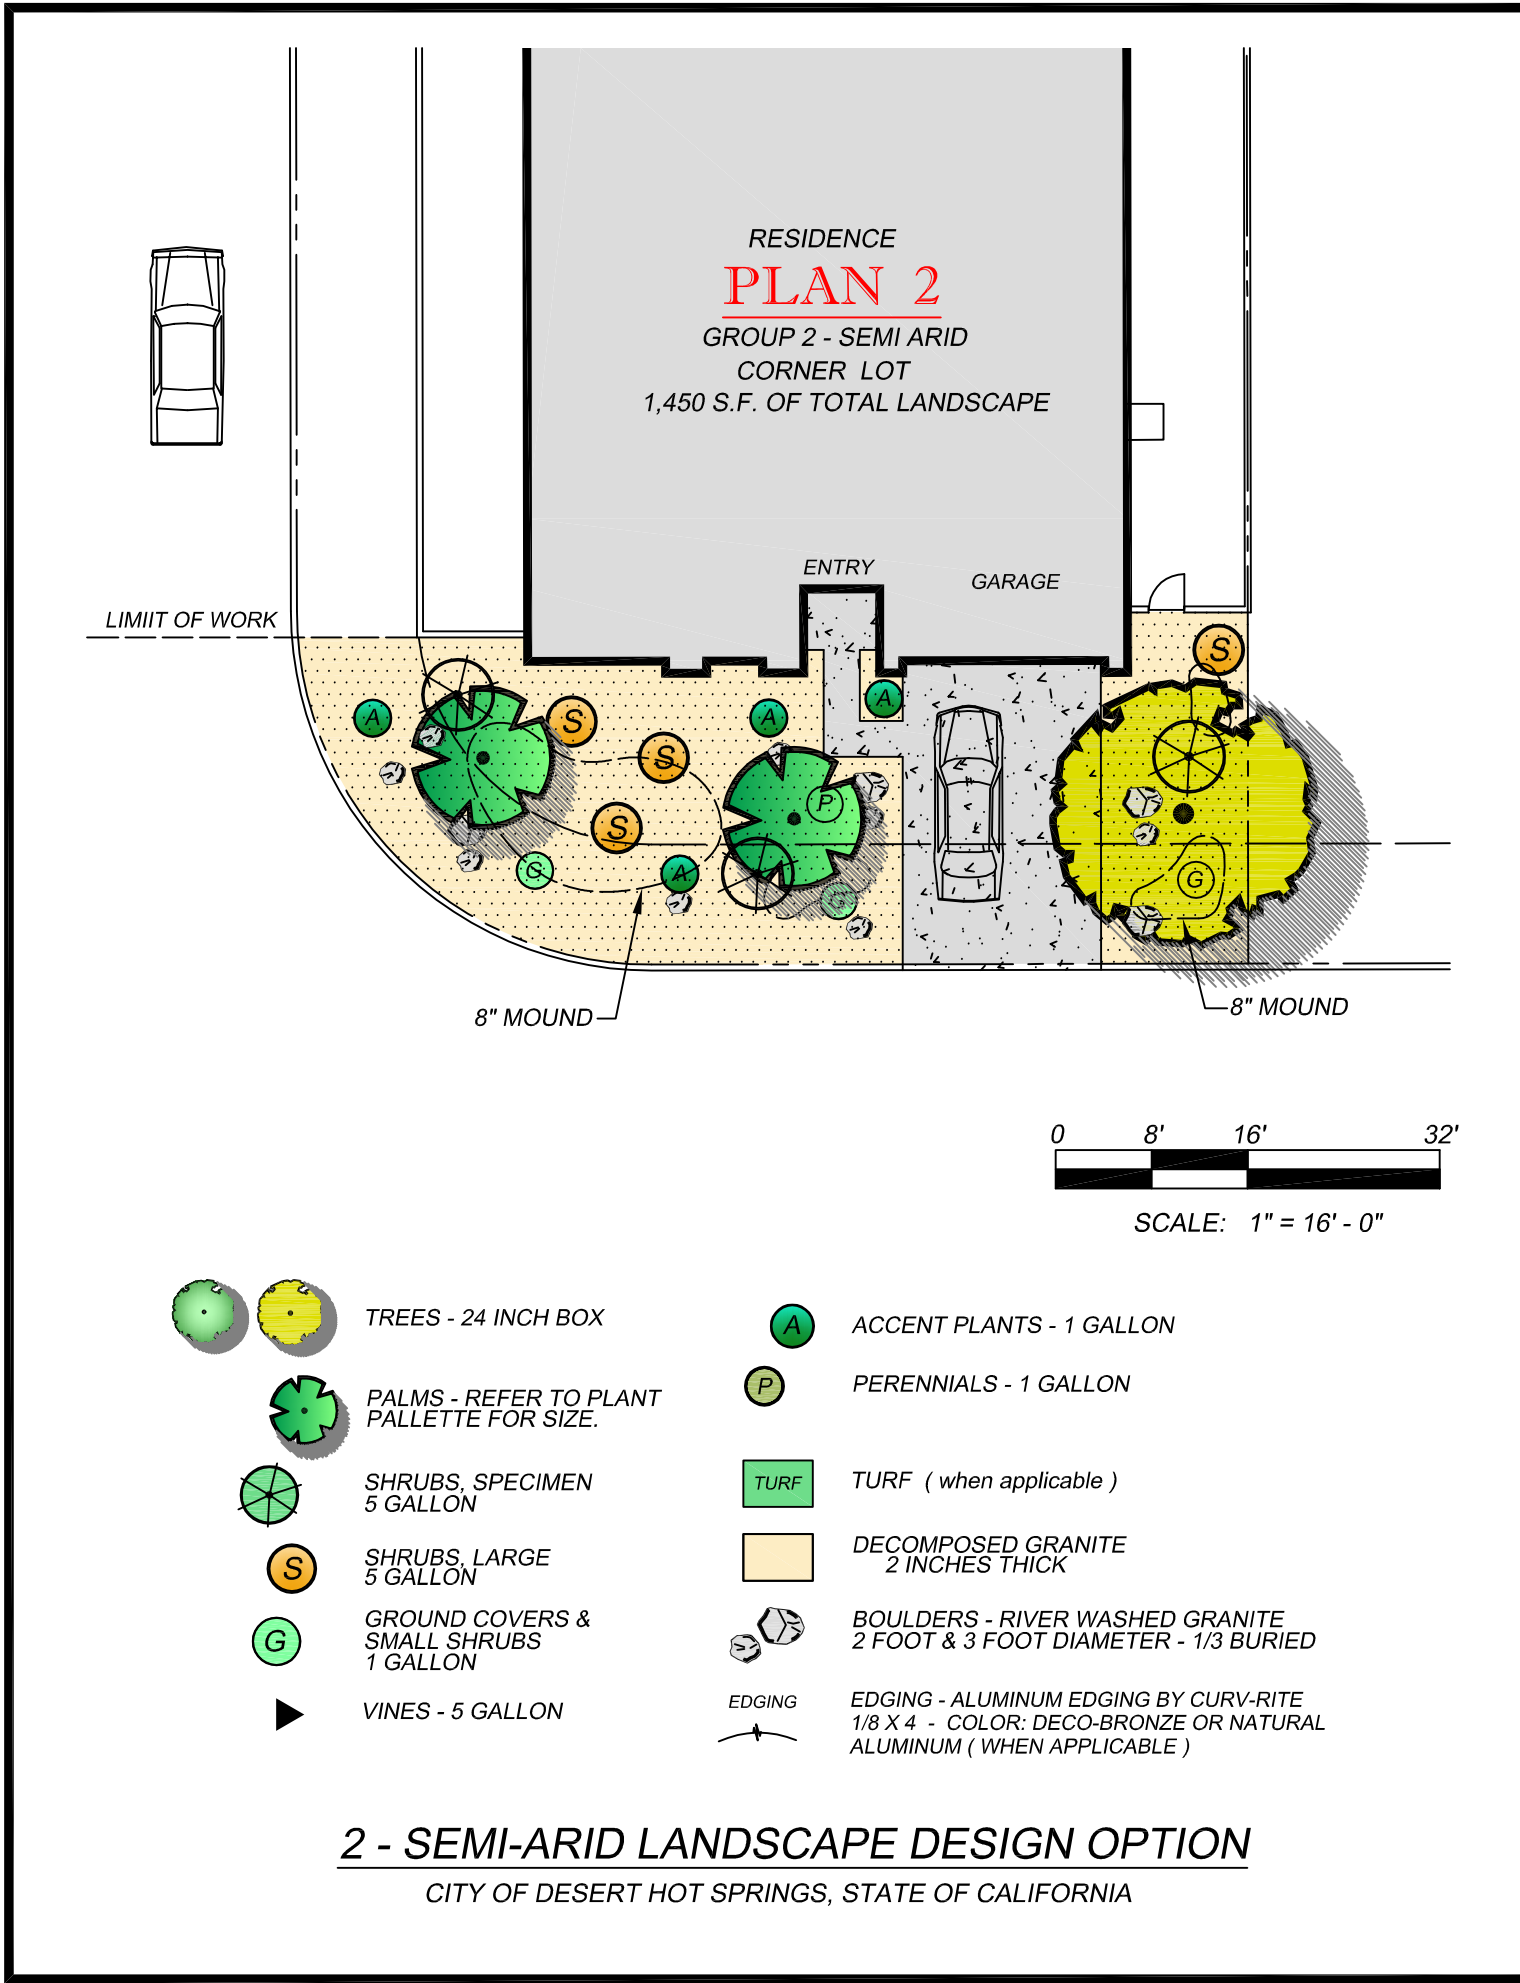 RESIDENCE
PLAN 2
GROUP 2 - SEMI ARID
CORNER LOT
1,450 S.F. OF TOTAL LANDSCAPE
ENTRY
GARAGE
LIMIIT OF WORK
S
A
S
A
A
S
P
S
G
A
G
G
8" MOUND
8" MOUND
0 8' 16' 32'
SCALE: 1" = 16' - 0"
TREES - 24 INCH BOX
PALMS - REFER TO PLANT
PALLETTE FOR SIZE.
SHRUBS, SPECIMEN
5 GALLON
S
SHRUBS, LARGE
5 GALLON
G
GROUND COVERS &
SMALL SHRUBS
1 GALLON
VINES - 5 GALLON
A
ACCENT PLANTS - 1 GALLON
P
PERENNIALS - 1 GALLON
TURF
TURF ( when applicable )
DECOMPOSED GRANITE
2 INCHES THICK
BOULDERS - RIVER WASHED GRANITE
2 FOOT & 3 FOOT DIAMETER - 1/3 BURIED
EDGING
EDGING - ALUMINUM EDGING BY CURV-RITE
1/8 X 4 - COLOR: DECO-BRONZE OR NATURAL
ALUMINUM ( WHEN APPLICABLE )
2 - SEMI-ARID LANDSCAPE DESIGN OPTION
CITY OF DESERT HOT SPRINGS, STATE OF CALIFORNIA